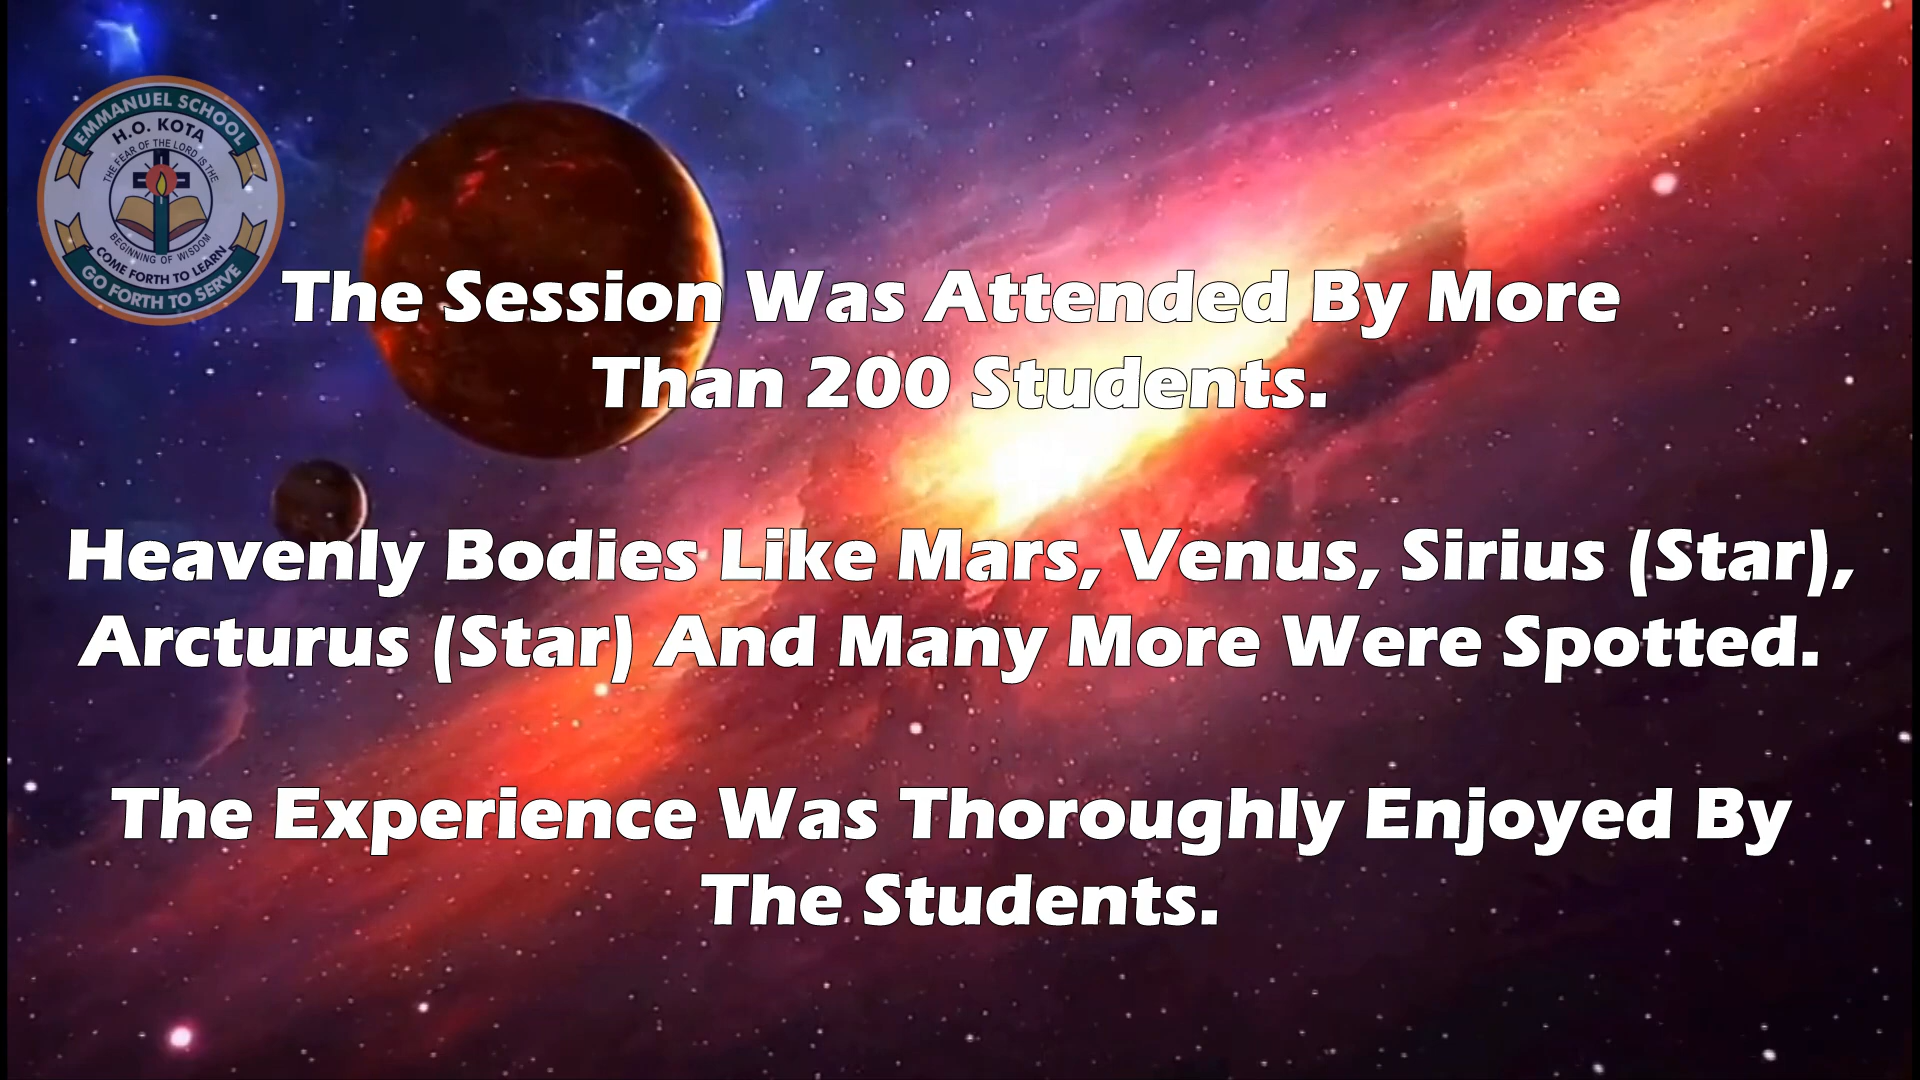 EMMANUEL SCHOOL
H.O. KOTA
THE FEAR OF THE LORD IS THE
BEGINNING OF WISDOM
COME FORTH TO LEARN
GO FORTH TO SERVE
The Session Was Attended By More
Than 200 Students.
Heavenly Bodies Like Mars, Venus, Sirius (Star),
Arcturus (Star) And Many More Were Spotted.
The Experience Was Thoroughly Enjoyed By
The Students.